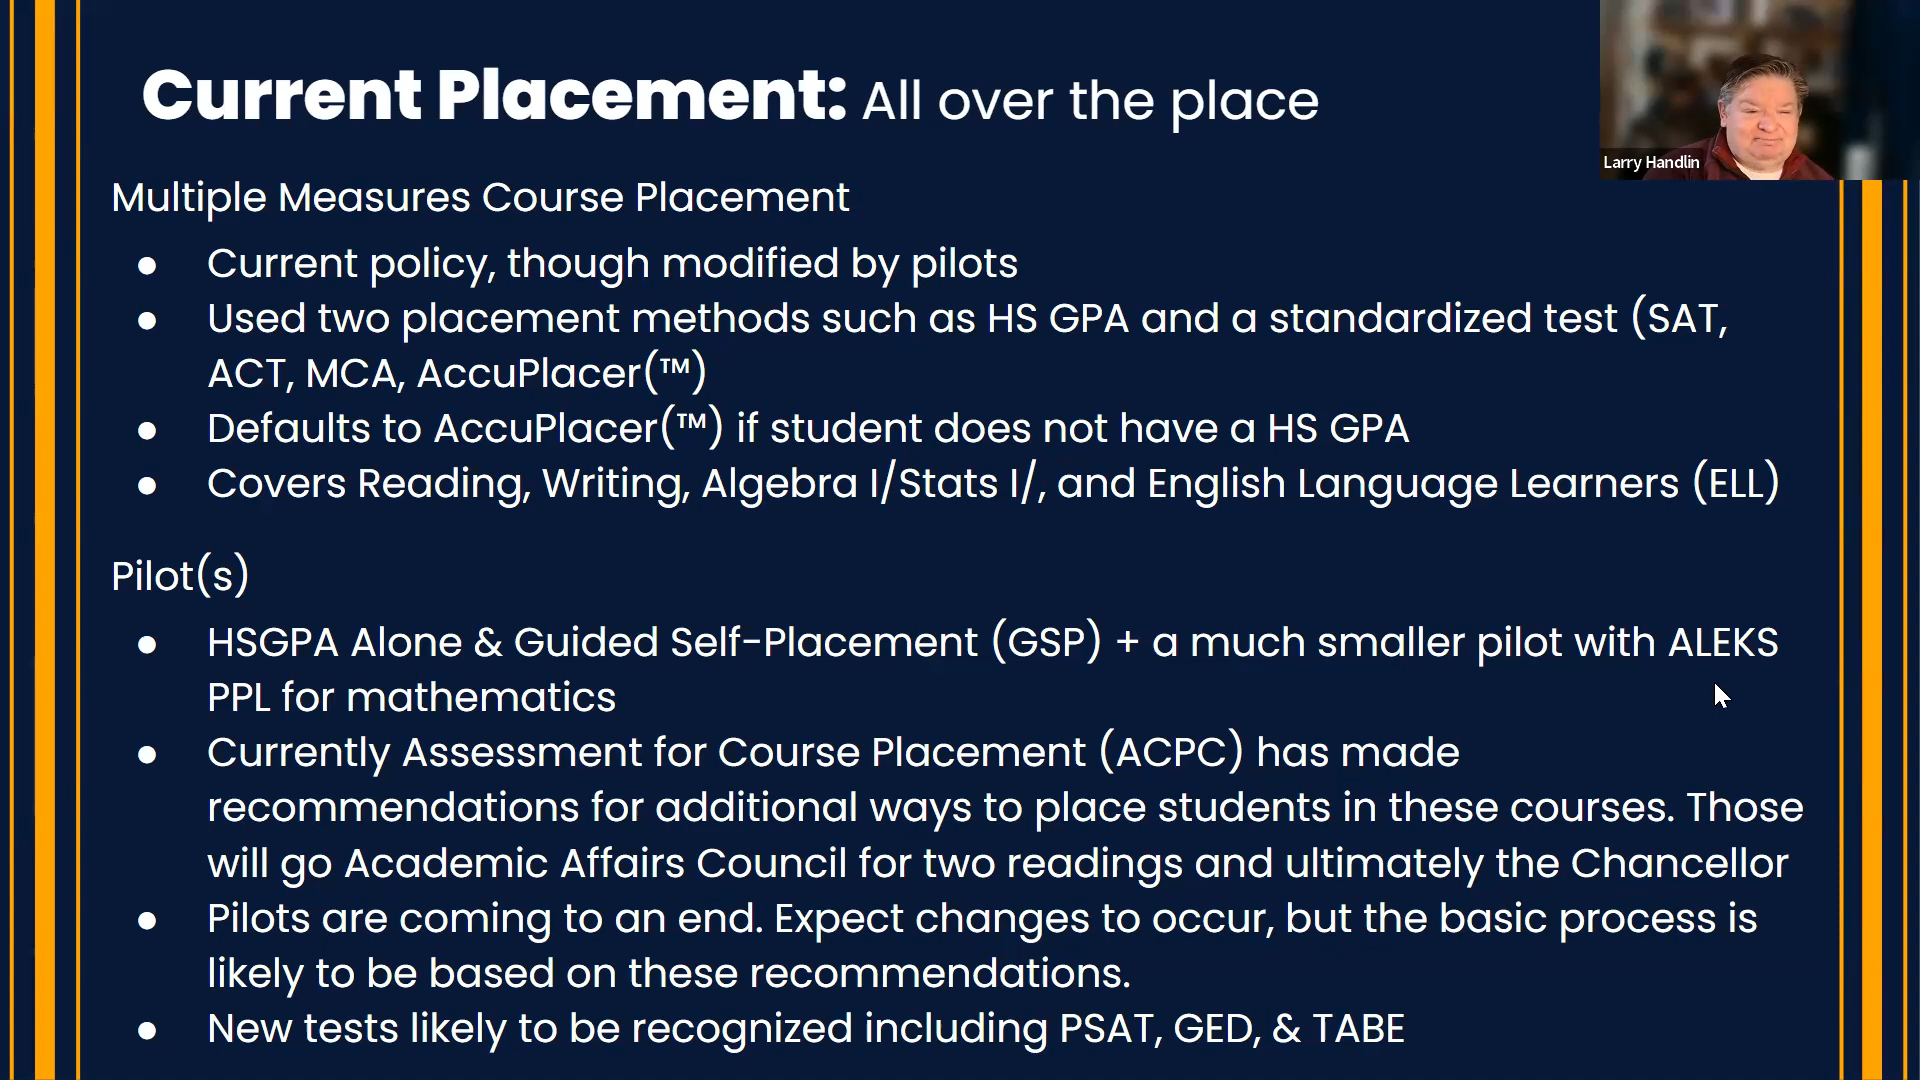 Current Placement: All over the place
Larry Handlin
Multiple Measures Course Placement
● Current policy, though modified by pilots
● Used two placement methods such as HS GPA and a standardized test (SAT,
ACT, MCA, AccuPlacer(™)
● Defaults to AccuPlacer(™) if student does not have a HS GPA
● Covers Reading, Writing, Algebra I/Stats I/, and English Language Learners (ELL)
Pilot(s)
● HSGPA Alone & Guided Self-Placement (GSP) + a much smaller pilot with ALEKS
PPL for mathematics
● Currently Assessment for Course Placement (ACPC) has made
recommendations for additional ways to place students in these courses. Those
will go Academic Affairs Council for two readings and ultimately the Chancellor
● Pilots are coming to an end. Expect changes to occur, but the basic process is
likely to be based on these recommendations.
● New tests likely to be recognized including PSAT, GED, & TABE